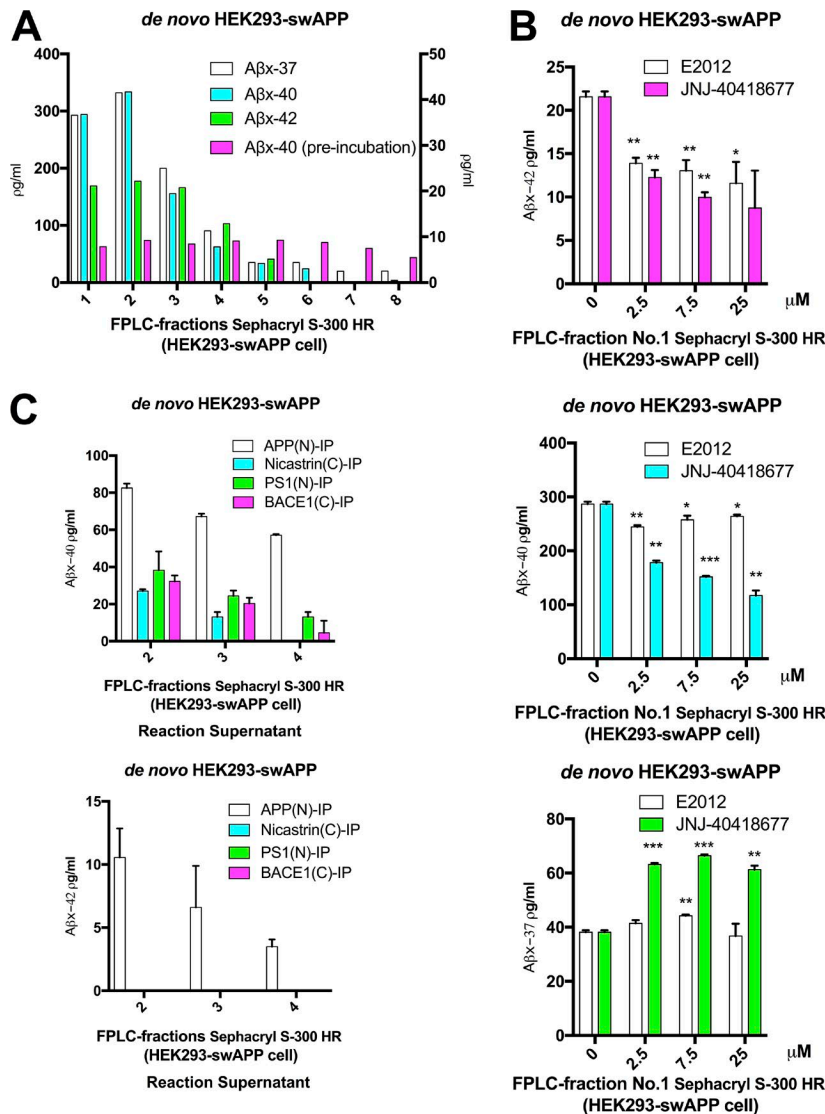 A
de novo HEK293-swAPP
400
300
200
100
0
ρg/ml
50
40
30
20
10
0
ρg/ml
Aβx-37
Aβx-40
Aβx-42
Aβx-40 (pre-incubation)
1 2 3 4 5 6 7 8
FPLC-fractions Sephacryl S-300 HR
(HEK293-swAPP cell)
B
de novo HEK293-swAPP
E2012
JNJ-40418677
25
20
15
10
5
0
Aβx−42 ρg/ml
** ** ** ** *
0 2.5 7.5 25 μM
FPLC-fraction No.1 Sephacryl S-300 HR
(HEK293-swAPP cell)
de novo HEK293-swAPP
E2012
JNJ-40418677
400
300
200
100
0
Aβx−40 ρg/ml
** ** * *** * **
0 2.5 7.5 25 μM
FPLC-fraction No.1 Sephacryl S-300 HR
(HEK293-swAPP cell)
de novo HEK293-swAPP
E2012
JNJ-40418677
80
60
40
20
0
Aβx−37 ρg/ml
*** ** *** **
0 2.5 7.5 25 μM
FPLC-fraction No.1 Sephacryl S-300 HR
(HEK293-swAPP cell)
C
de novo HEK293-swAPP
APP(N)-IP
Nicastrin(C)-IP
PS1(N)-IP
BACE1(C)-IP
100
80
60
40
20
0
Aβx−40 ρg/ml
2 3 4
FPLC-fractions Sephacryl S-300 HR
(HEK293-swAPP cell)
Reaction Supernatant
de novo HEK293-swAPP
APP(N)-IP
Nicastrin(C)-IP
PS1(N)-IP
BACE1(C)-IP
15
10
5
0
Aβx−42 ρg/ml
2 3 4
FPLC-fractions Sephacryl S-300 HR
(HEK293-swAPP cell)
Reaction Supernatant